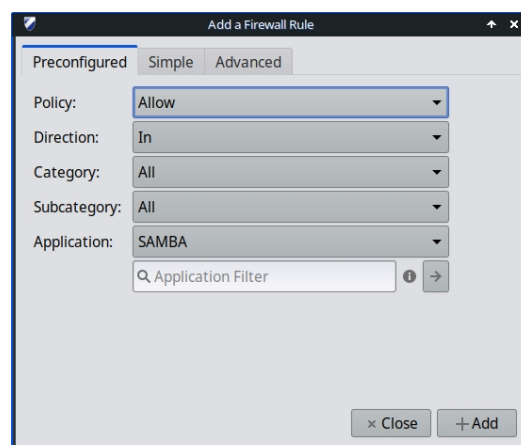 Add a Firewall Rule
Preconfigured Simple Advanced
Policy: Allow
Direction: In
Category: All
Subcategory: All
Application: SAMBA
Application Filter
Close Add